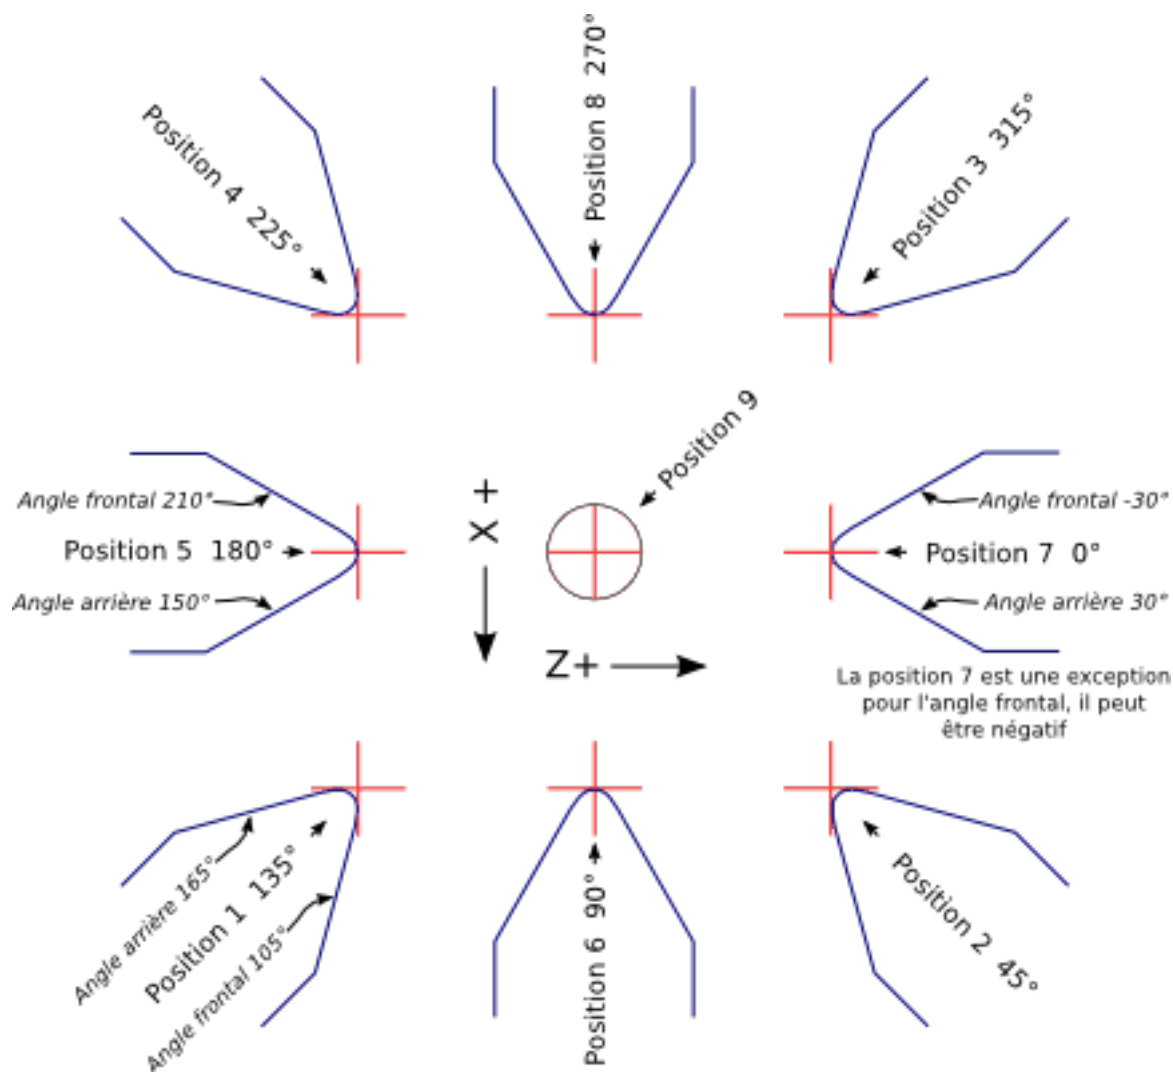 Position 4 225°
Position 8 270°
Position 3 315°
Position 9
Angle frontal 210°
Position 5 180°
Angle arrière 150°
X +
Z+
Angle frontal -30°
Position 7 0°
Angle arrière 30°
La position 7 est une exception
pour l'angle frontal, il peut
être négatif
Angle arrière 165°
Position 1 135°
Angle frontal 105°
Position 6 90°
Position 2 45°